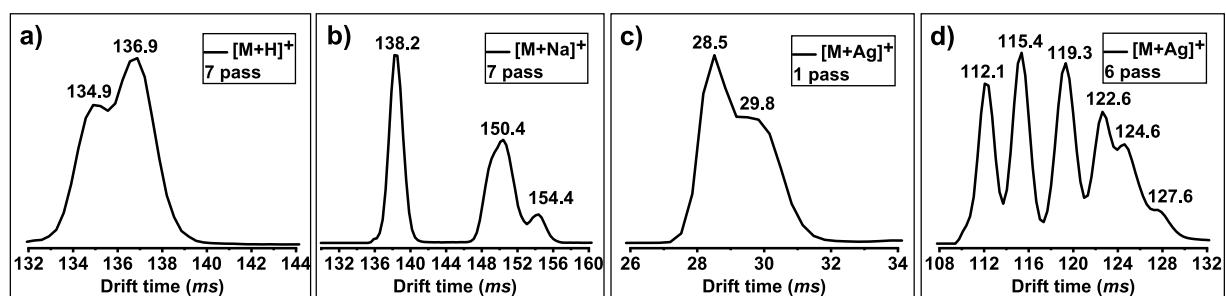 a)
[M+H]+
7 pass
134.9
136.9
132 134 136 138 140 142 144
Drift time (ms)
b)
[M+Na]+
7 pass
138.2
150.4
154.4
132 136 140 144 148 152 156 160
Drift time (ms)
c)
[M+Ag]+
1 pass
28.5
29.8
26 28 30 32 34
Drift time (ms)
d)
[M+Ag]+
6 pass
112.1
115.4
119.3
122.6
124.6
127.6
108 112 116 120 124 128 132
Drift time (ms)